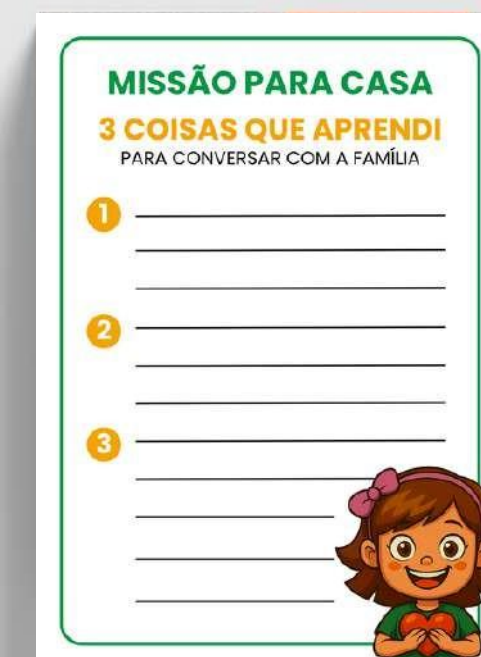 MISSÃO PARA CASA
3 COISAS QUE APRENDI
PARA CONVERSAR COM A FAMÍLIA
1
2
3